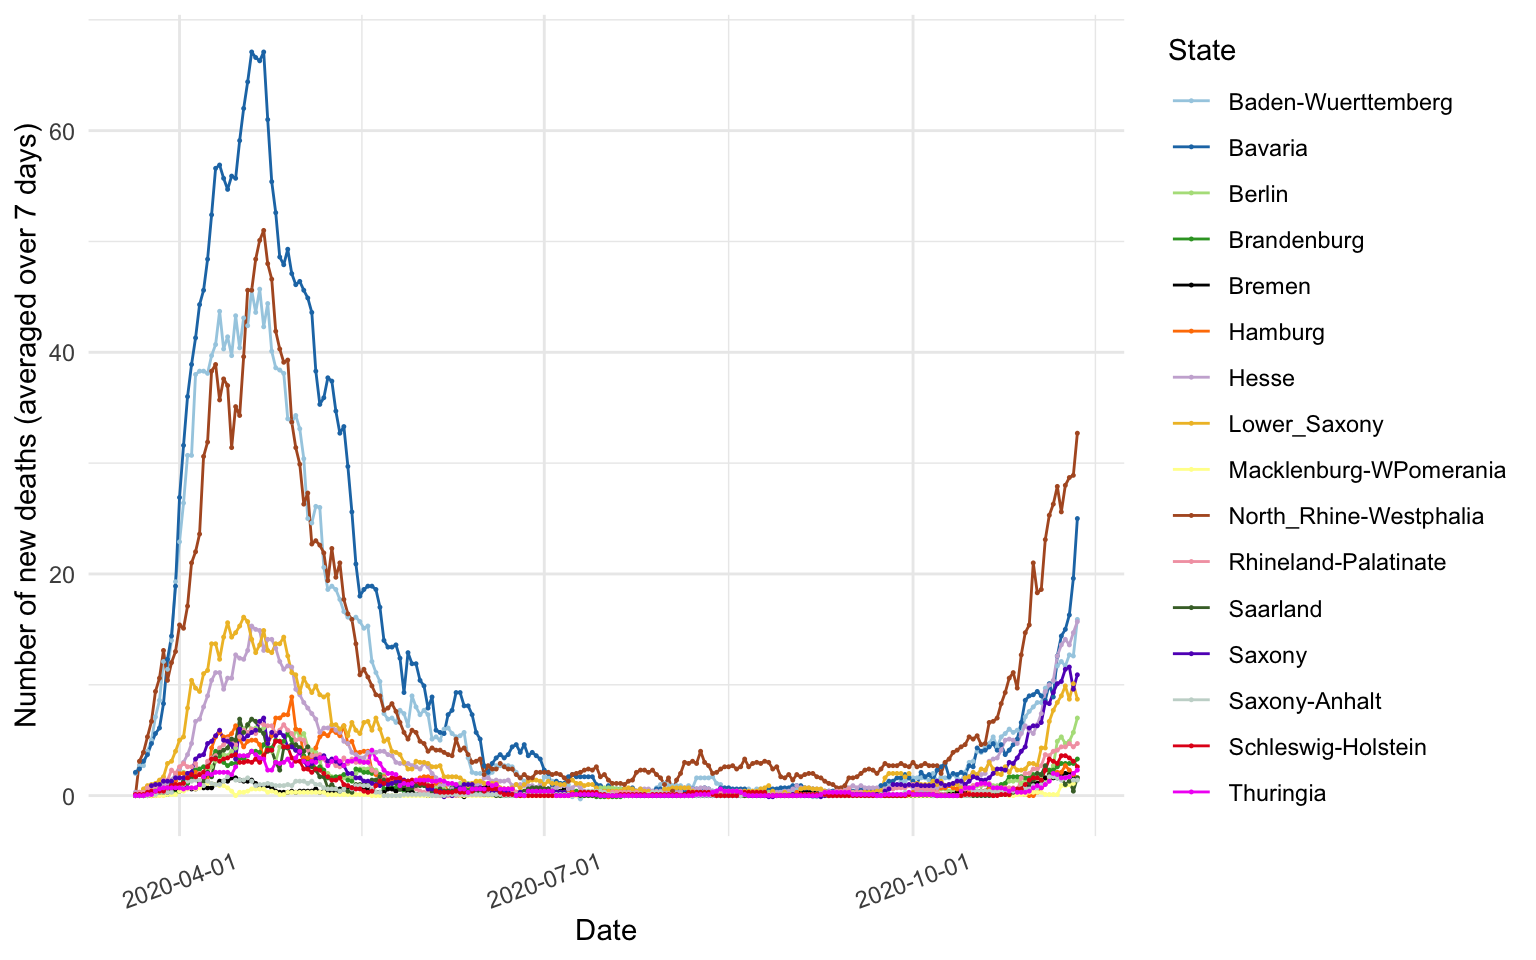 Number of new deaths (averaged over 7 days)
60
40
20
0
2020-04-01
2020-07-01
2020-10-01
Date
State
Baden-Wuerttemberg
Bavaria
Berlin
Brandenburg
Bremen
Hamburg
Hesse
Lower_Saxony
Macklenburg-WPomerania
North_Rhine-Westphalia
Rhineland-Palatinate
Saarland
Saxony
Saxony-Anhalt
Schleswig-Holstein
Thuringia